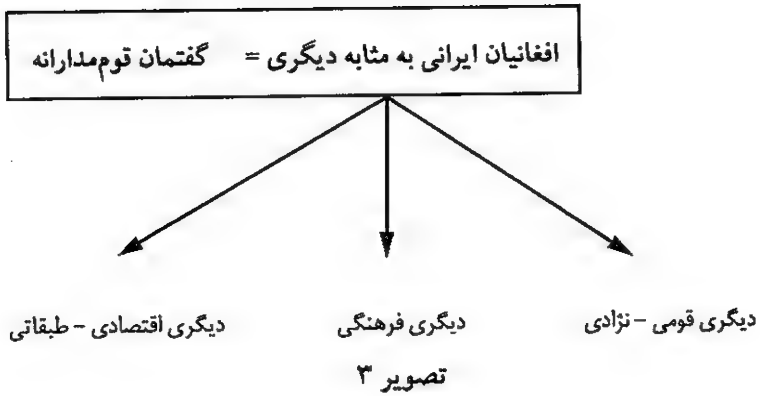 افغانیان ایرانی به مثابه دیگری = گفتمان قوم‌مدارانه
دیگری قومی - نژادی دیگری فرهنگی دیگری اقتصادی - طبقاتی
تصویر ۳